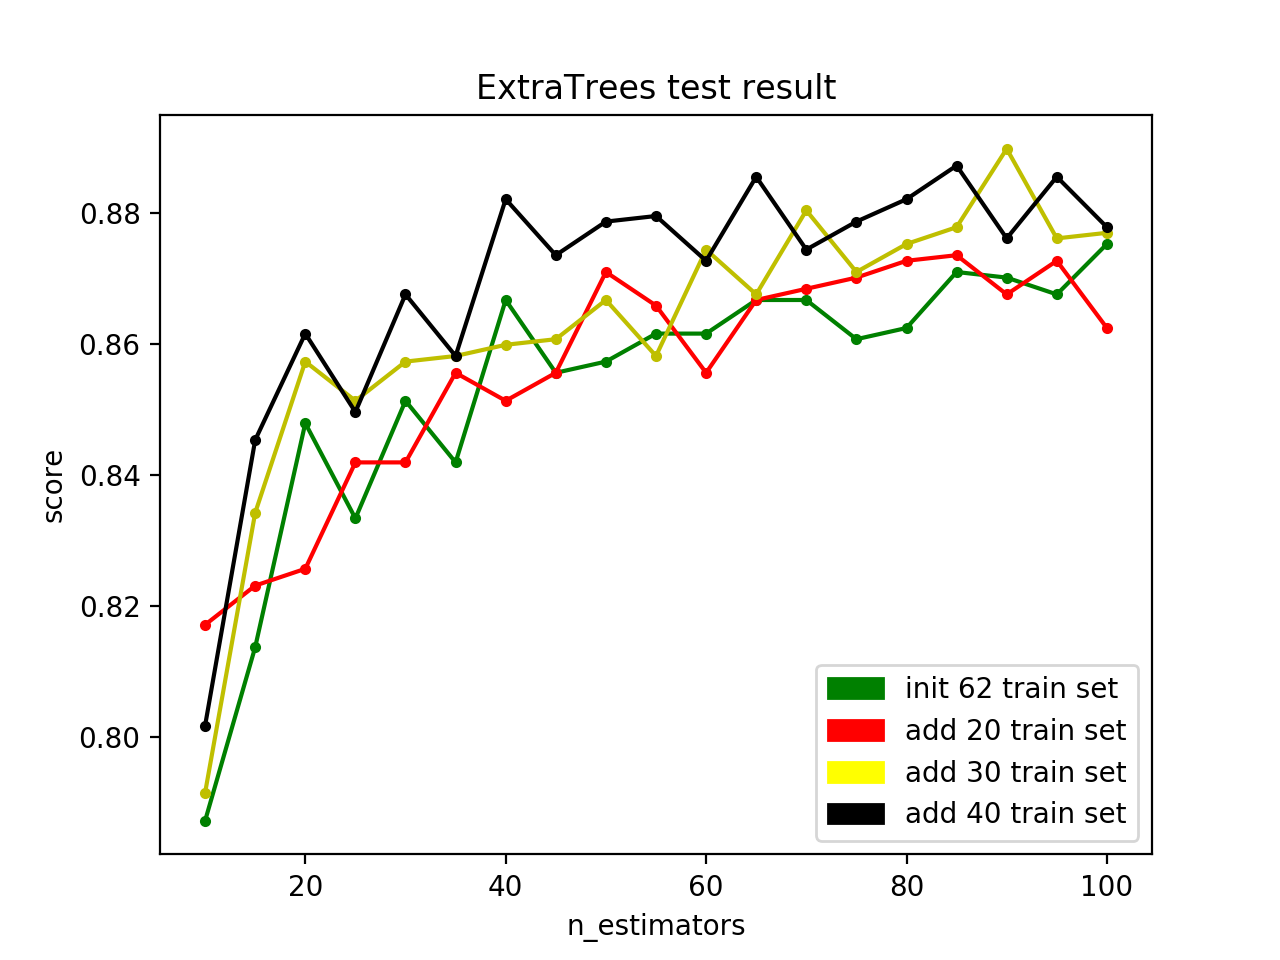 ExtraTrees test result
0.88
0.86
0.84
0.82
0.80
score
20 40 60 80 100
n_estimators
init 62 train set
add 20 train set
add 30 train set
add 40 train set